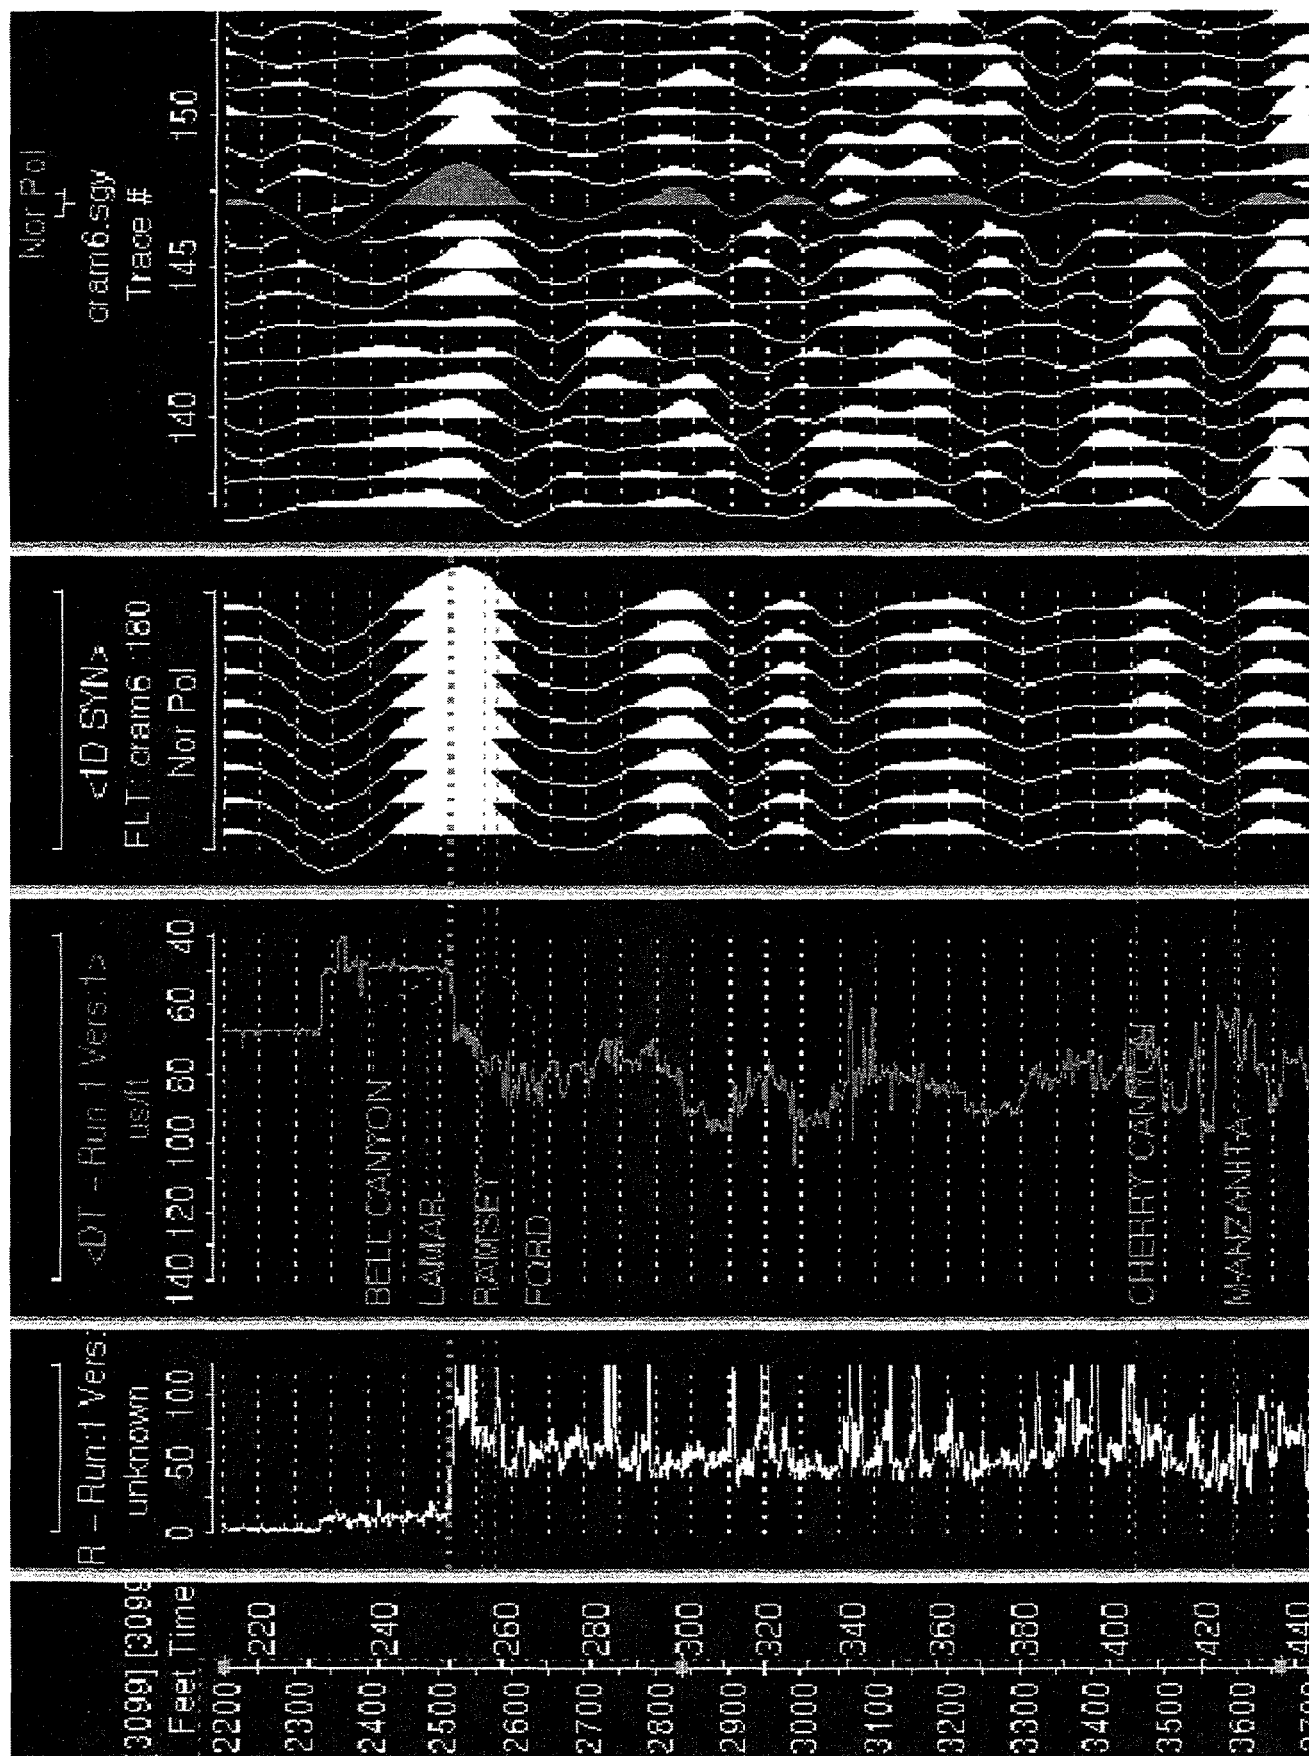 Nor Pol
cram6.sgy
Trace #
140 145 150
<1D SYN>
FLT: cram6 :180
Nor Pol
<DT - Run:1 Vers:1>
us/ft
140 120 100 80 60 40
BELL CANYON
LAMAR
RAMSEY
FORD
CHERRY CANYON
MANZANITA
R - Run:1 Vers:
unknown
0 50 100
3099] [3099
Feet Time
220 240 260 280 300 320 340 360 380 400 420 440
2200 2300 2400 2500 2600 2700 2800 2900 3000 3100 3200 3300 3400 3500 3600 3700